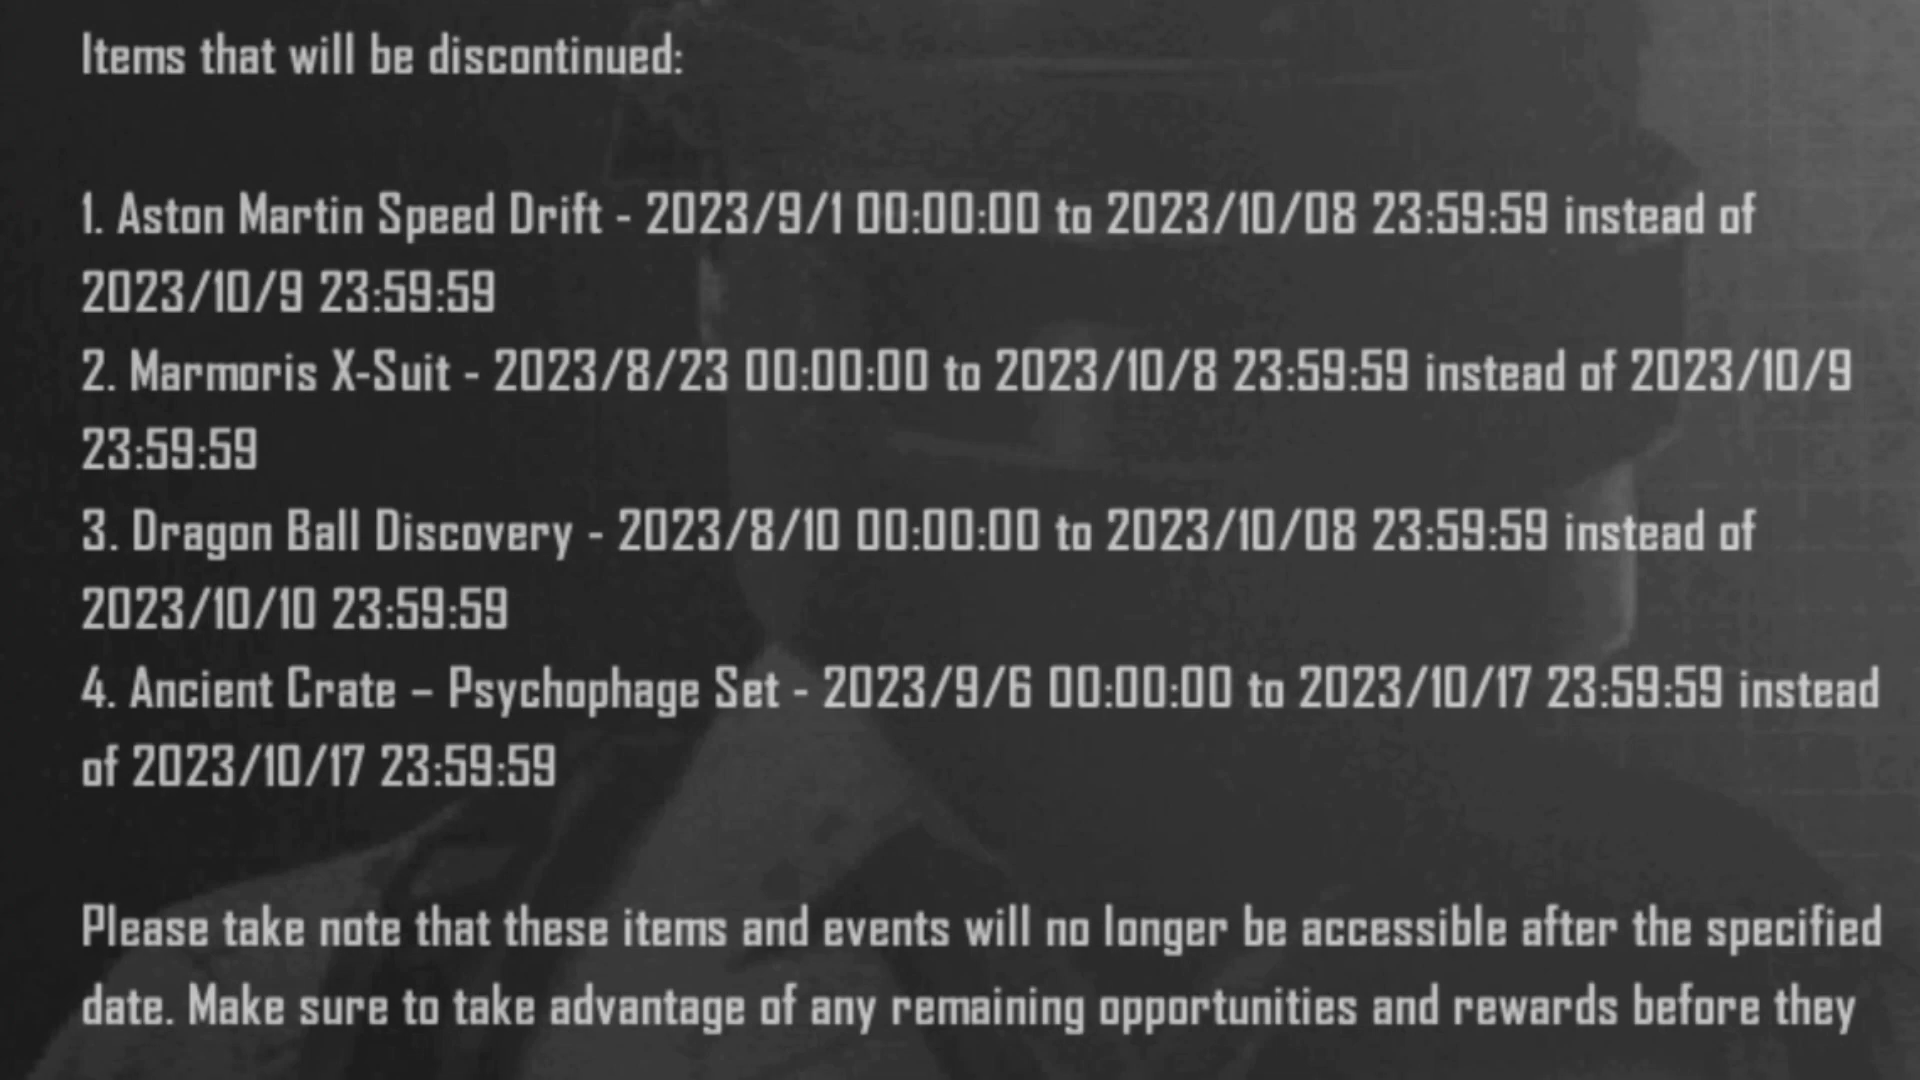 Items that will be discontinued:
1. Aston Martin Speed Drift - 2023/9/1 00:00:00 to 2023/10/08 23:59:59 instead of
2023/10/9 23:59:59
2. Marmoris X-Suit - 2023/8/23 00:00:00 to 2023/10/8 23:59:59 instead of 2023/10/9
23:59:59
3. Dragon Ball Discovery - 2023/8/10 00:00:00 to 2023/10/08 23:59:59 instead of
2023/10/10 23:59:59
4. Ancient Crate – Psychophage Set - 2023/9/6 00:00:00 to 2023/10/17 23:59:59 instead
of 2023/10/17 23:59:59
Please take note that these items and events will no longer be accessible after the specified
date. Make sure to take advantage of any remaining opportunities and rewards before they